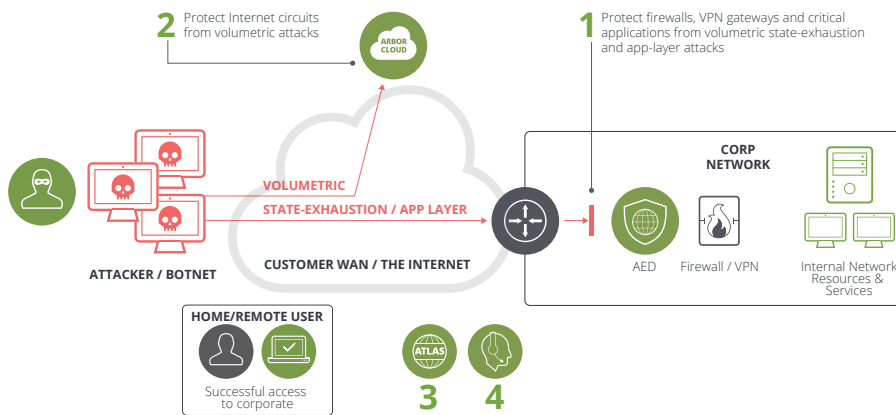 2 Protect Internet circuits
from volumetric attacks
ARBOR
CLOUD
1 Protect firewalls, VPN gateways and critical
applications from volumetric state-exhaustion
and app-layer attacks
CORP
NETWORK
VOLUMETRIC
STATE-EXHAUSTION / APP LAYER
CUSTOMER WAN / THE INTERNET
ATTACKER / BOTNET
AED
Firewall / VPN
Internal Network
Resources &
Services
HOME/REMOTE USER
Successful access
to corporate
ATLAS
3
4